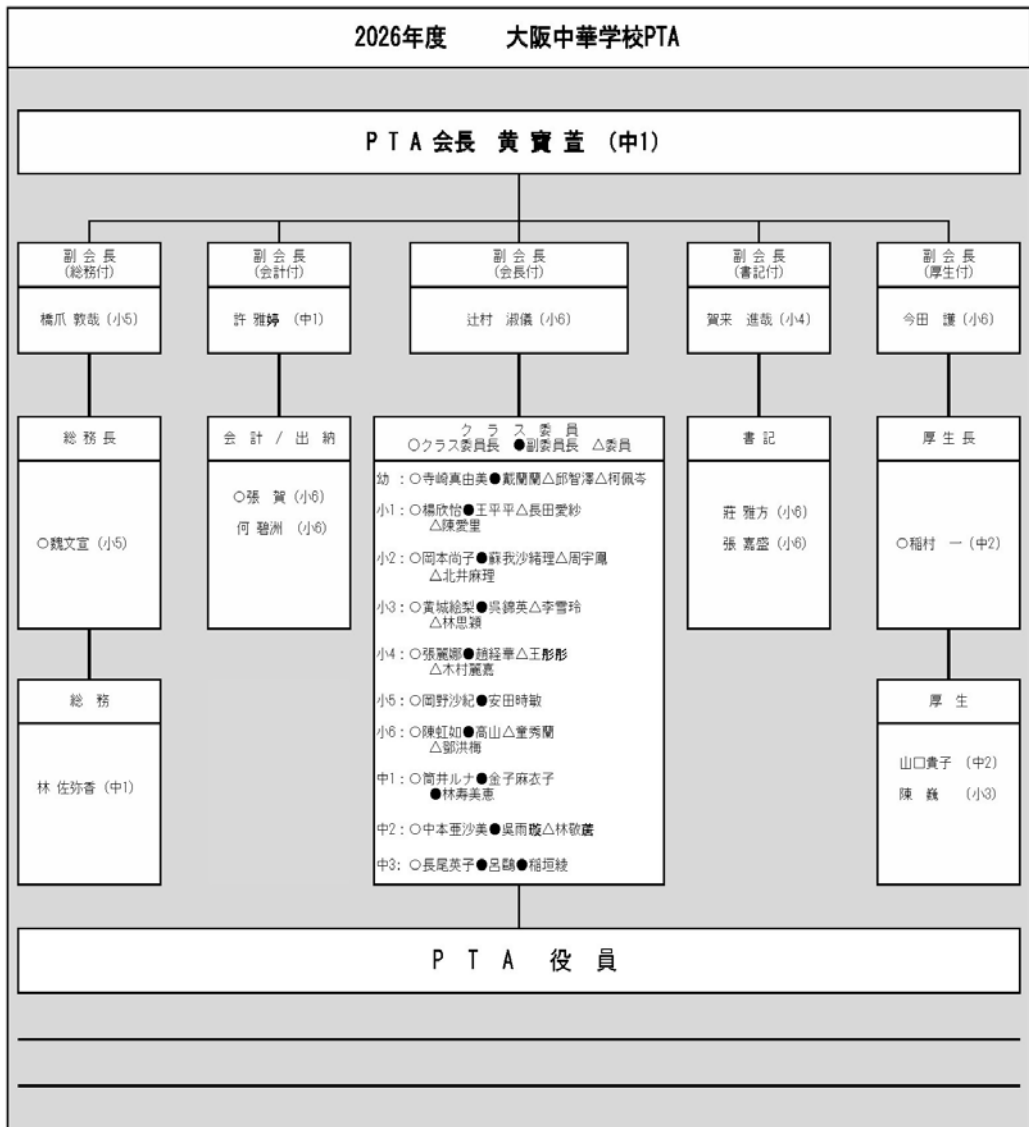 2026年度 大阪中華学校PTA
PTA会長 黄寶萱 (中1)
副会長
(総務付)
橋爪 敦哉 (小5)
副会長
(会計付)
許 雅婷 (中1)
副会長
(会長付)
辻村 淑儀 (小6)
副会長
(書記付)
賀来 進哉 (小4)
副会長
(厚生付)
今田 護 (小6)
総務長
○魏文宣 (小5)
会計/出納
○張 賀 (小6)
何 碧洲 (小6)
クラス委員
○クラス委員長 ●副委員長 △委員
幼:○寺崎真由美●戴蘭蘭△邱智澤△柯佩岑
小1:○楊欣怡●王平平△長田愛紗
△陳愛里
小2:○岡本尚子●蘇我沙緒理△周宇鳳
△北井麻理
小3:○黄城絵梨●呉錦英△李雪玲
△林思穎
小4:○張麗娜●趙経華△王彤彤
△木村麗嘉
小5:○岡野沙紀●安田時敏
小6:○陳虹如●高山△童秀蘭
△鄧洪梅
中1:○筒井ルナ●金子麻衣子
●林寿美恵
中2:○中本亜沙美●呉雨璇△林敬
中3:○長尾英子●呂鷗●稲垣綾
書記
莊 雅方 (小6)
張 嘉盛 (小6)
厚生長
○稲村 一 (中2)
総務
林 佐弥香 (中1)
厚生
山口貴子 (中2)
陳 巍 (小3)
PTA 役員